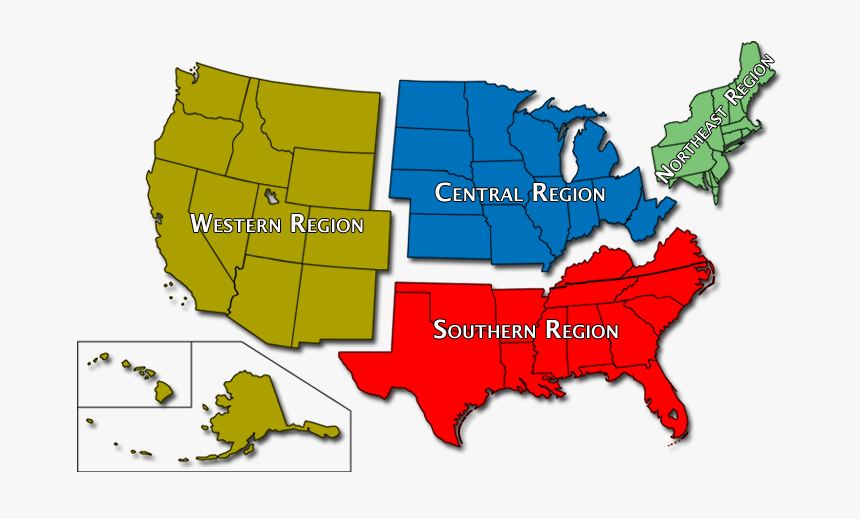 Northeast Region
Central Region
Western Region
Southern Region